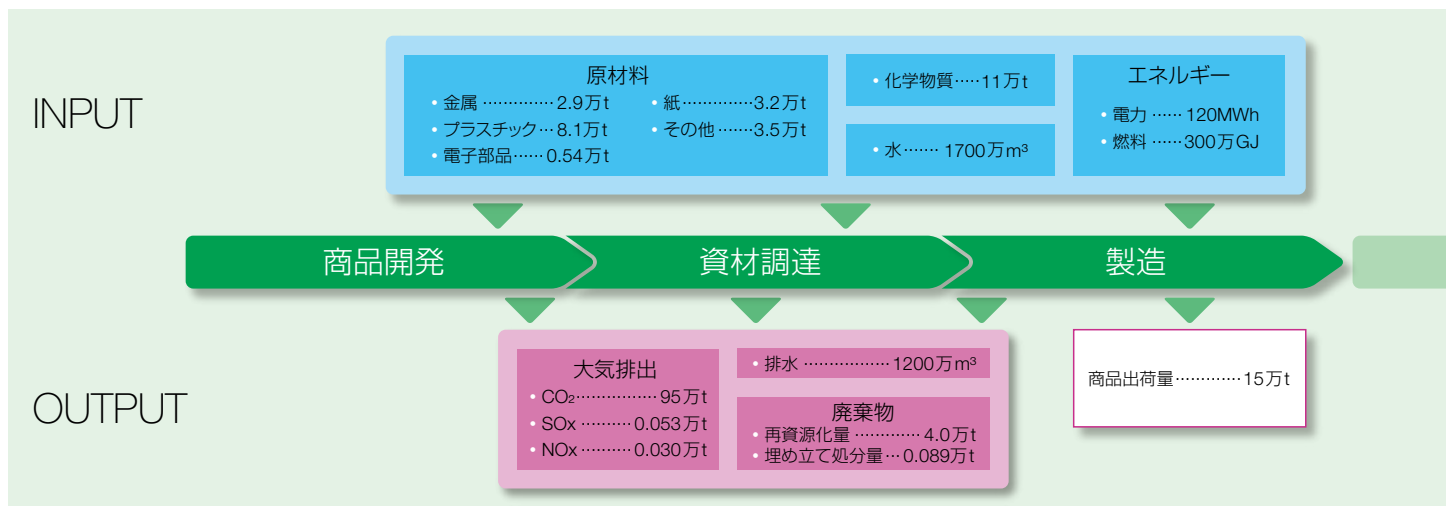 INPUT
原材料
• 金属 ·············· 2.9万t
• プラスチック··· 8.1万t
• 電子部品······ 0.54万t
• 紙·············3.2万t
• その他 ·······3.5万t
• 化学物質·····11万t
• 水······· 1700万m³
エネルギー
• 電力 ······ 120MWh
• 燃料 ······300万GJ
商品開発
資材調達
製造
OUTPUT
大気排出
• CO₂················ 95万t
• SOx ·········· 0.053万t
• NOx ·········· 0.030万t
• 排水 ················ 1200万m³
廃棄物
• 再資源化量 ············· 4.0万t
• 埋め立て処分量 ··· 0.089万t
商品出荷量············· 15万t